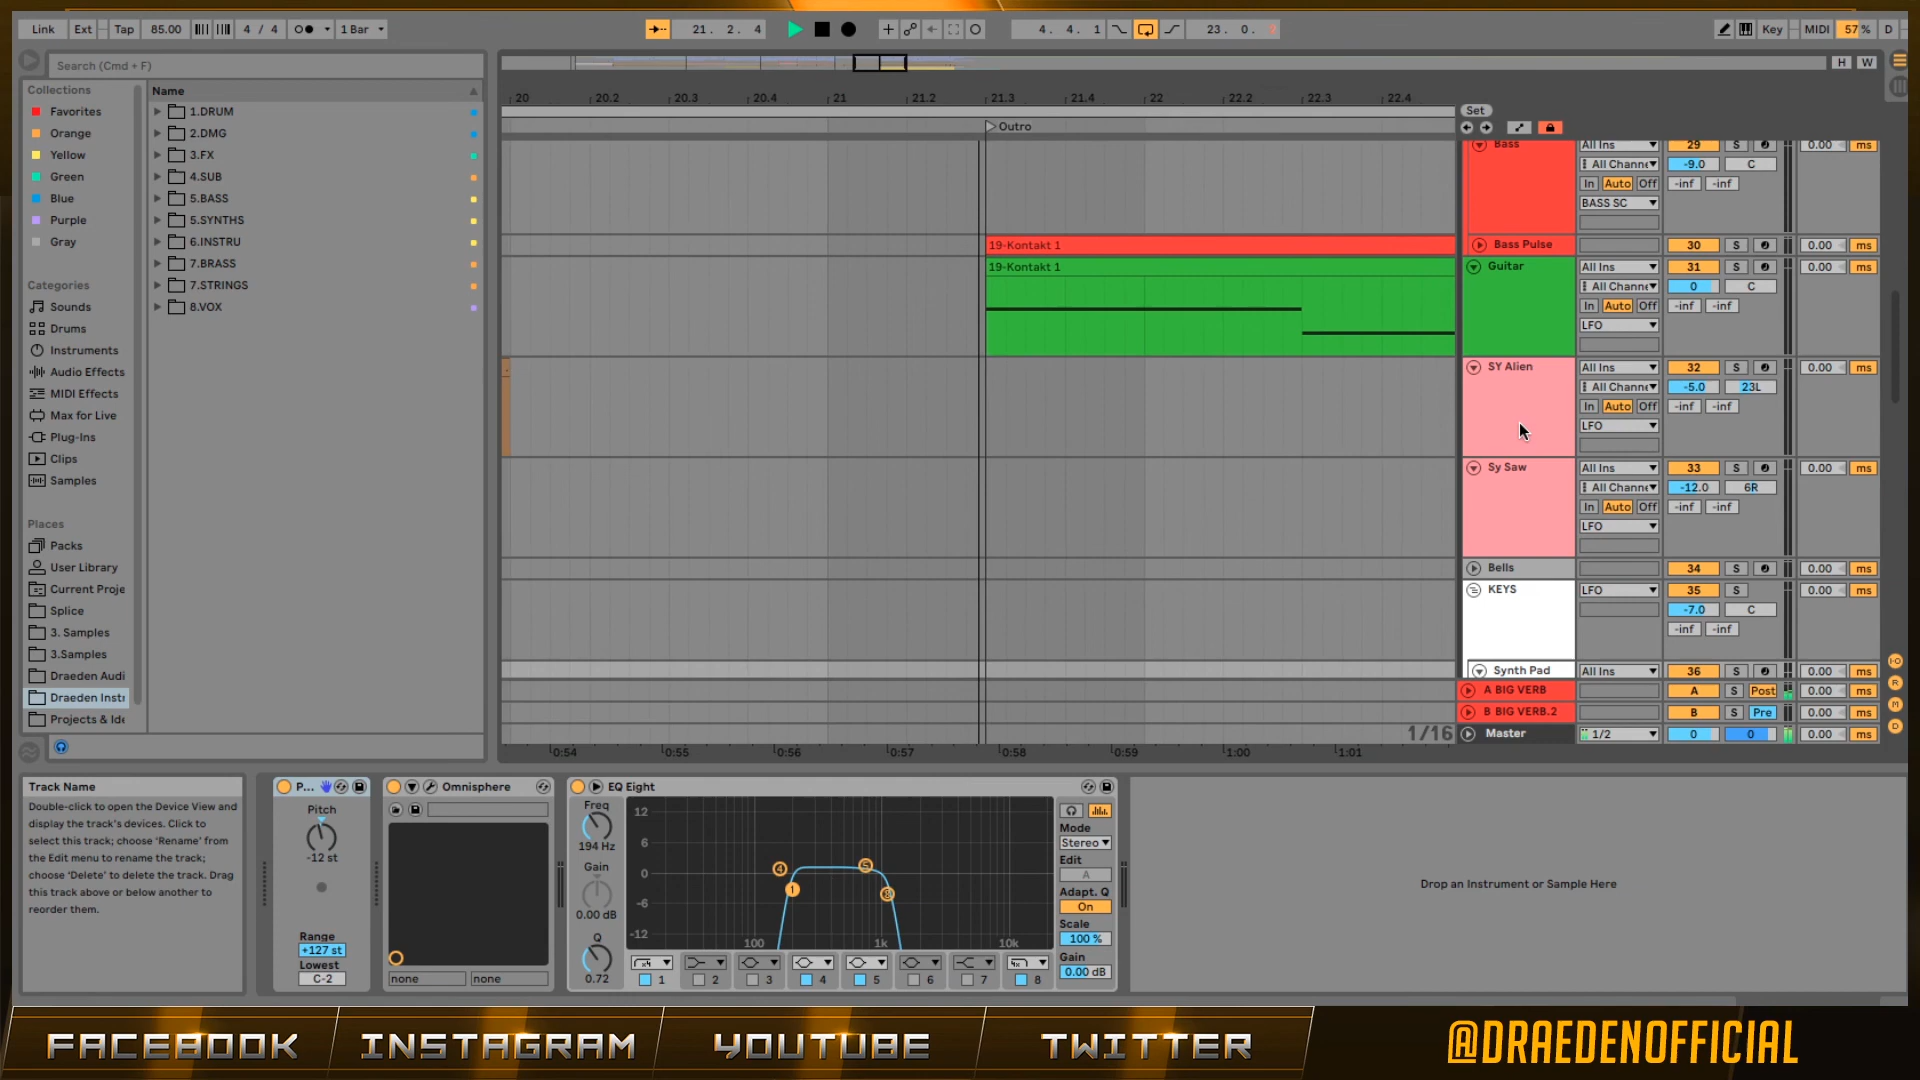 Link Ext Tap 85.00 4 / 4 1 Bar 21. 2. 4 4. 4. 1 23. 0. ? Key MIDI 57 % D
Search (Cmd + F)
H W
Collections
Favorites
Orange
Yellow
Green
Blue
Purple
Gray
Categories
Sounds
Drums
Instruments
Audio Effects
MIDI Effects
Max for Live
Plug-Ins
Clips
Samples
Places
Packs
User Library
Current Proje
Splice
3. Samples
3.Samples
Draeden Audi
Draeden Instr
Projects & Ide
Name
1.DRUM
2.DMG
3.FX
4.SUB
5.BASS
5.SYNTHS
6.INSTRU
7.BRASS
7.STRINGS
8.VOX
20 20.2 20.3 20.4 21 21.2 21.3 21.4 22 22.2 22.3 22.4
Set
Outro
19-Kontakt 1
19-Kontakt 1
1/16
0:54 0:55 0:56 0:57 0:58 0:59 1:00 1:01
Bass All Ins 29 S 0.00 ms
All Channe -9.0 C
In Auto Off -inf -inf
BASS SC
Bass Pulse 30 S 0.00 ms
Guitar All Ins 31 S 0.00 ms
All Channe 0 C
In Auto Off -inf -inf
LFO
SY Alien All Ins 32 S 0.00 ms
All Channe -5.0 23L
In Auto Off -inf -inf
LFO
Sy Saw All Ins 33 S 0.00 ms
All Channe -12.0 6R
In Auto Off -inf -inf
LFO
Bells 34 S 0.00 ms
KEYS LFO 35 S 0.00 ms
-7.0 C
-inf -inf
Synth Pad All Ins 36 S 0.00 ms
A BIG VERB A S Post 0.00 ms
B BIG VERB.2 B S Pre 0.00 ms
Master 1/2 0 0 0.00 ms
I-O
R
M
D
Track Name
Double-click to open the Device View and
display the track's devices. Click to
select this track; choose 'Rename' from
the Edit menu to rename the track;
choose 'Delete' to delete the track. Drag
this track above or below another to
reorder them.
P...
Pitch
-12 st
Range
+127 st
Lowest
C-2
Omnisphere
none none
EQ Eight
Freq
194 Hz
Gain
0.00 dB
Q
0.72
12
6
0
-6
-12
100 1k 10k
4 5
1 8
1 2 3 4 5 6 7 8
Mode
Stereo
Edit
A
Adapt. Q
On
Scale
100 %
Gain
0.00 dB
Drop an Instrument or Sample Here
FACEBOOK INSTAGRAM YOUTUBE TWITTER @DRAEDENOFFICIAL